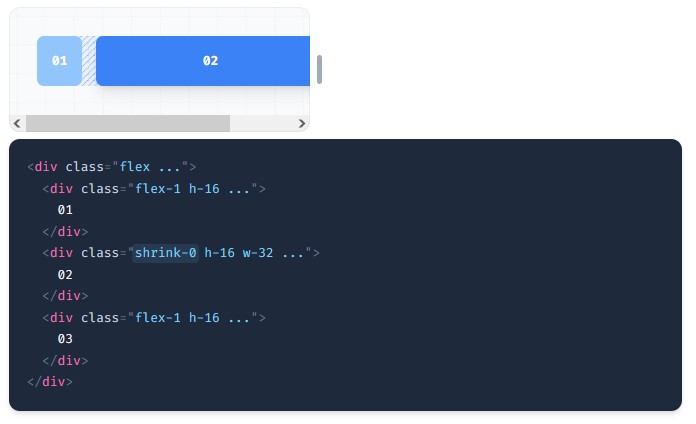 01 02
<div class="flex ...">
  <div class="flex-1 h-16 ...">
    01
  </div>
  <div class="shrink-0 h-16 w-32 ...">
    02
  </div>
  <div class="flex-1 h-16 ...">
    03
  </div>
</div>